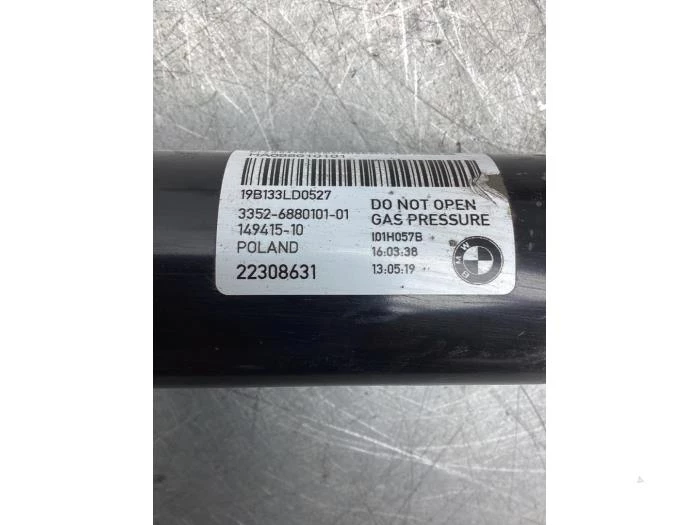 19B133LD0527
3352-6880101-01
149415-10
POLAND
22308631
DO NOT OPEN
GAS PRESSURE
I01H057B
16:03:38
13:05:19
BMW